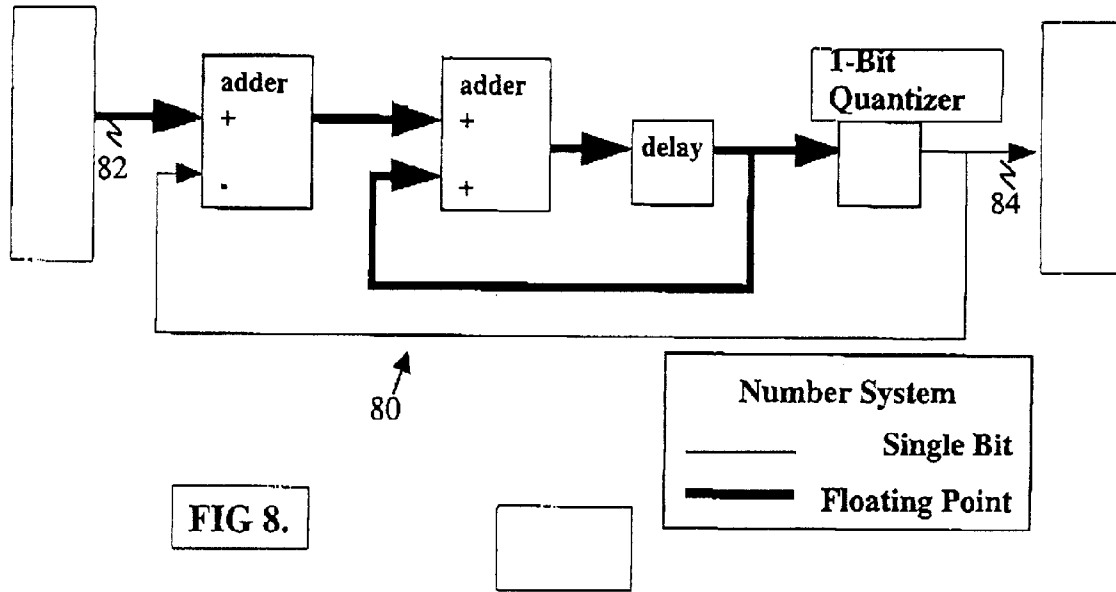 adder
+
-
82
adder
+
+
delay
1-Bit
Quantizer
84
80
Number System
Single Bit
Floating Point
FIG 8.